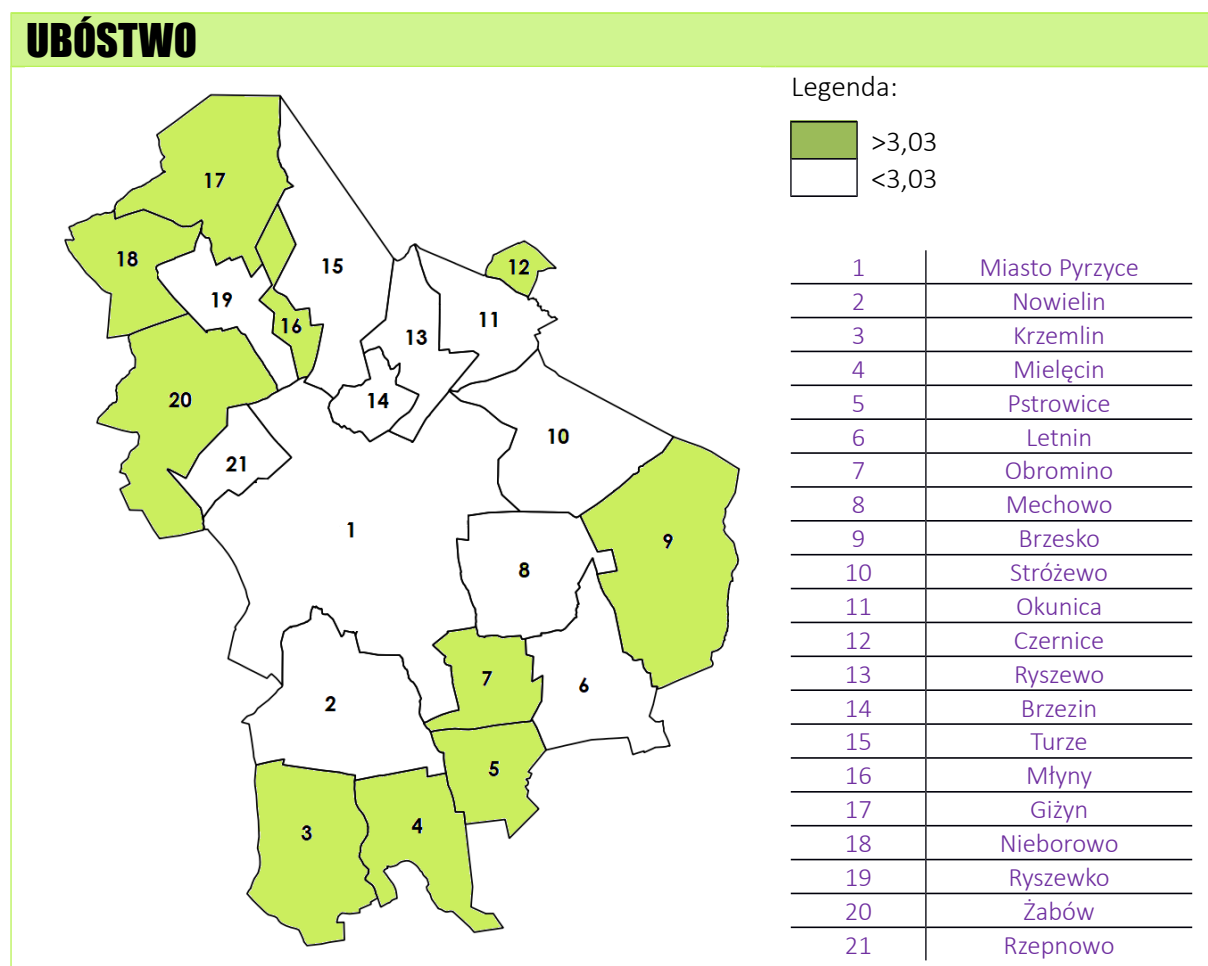 UBÓSTWO
Legenda:
>3,03
<3,03
17
18
12
15
19
11
16
13
20
14
10
21
1
9
8
7
6
2
5
3
4
1 Miasto Pyrzyce
2 Nowielin
3 Krzemlin
4 Mielęcin
5 Pstrowice
6 Letnin
7 Obromino
8 Mechowo
9 Brzesko
10 Stróżewo
11 Okunica
12 Czernice
13 Ryszewo
14 Brzezin
15 Turze
16 Młyny
17 Giżyn
18 Nieborowo
19 Ryszewko
20 Żabów
21 Rzepnowo